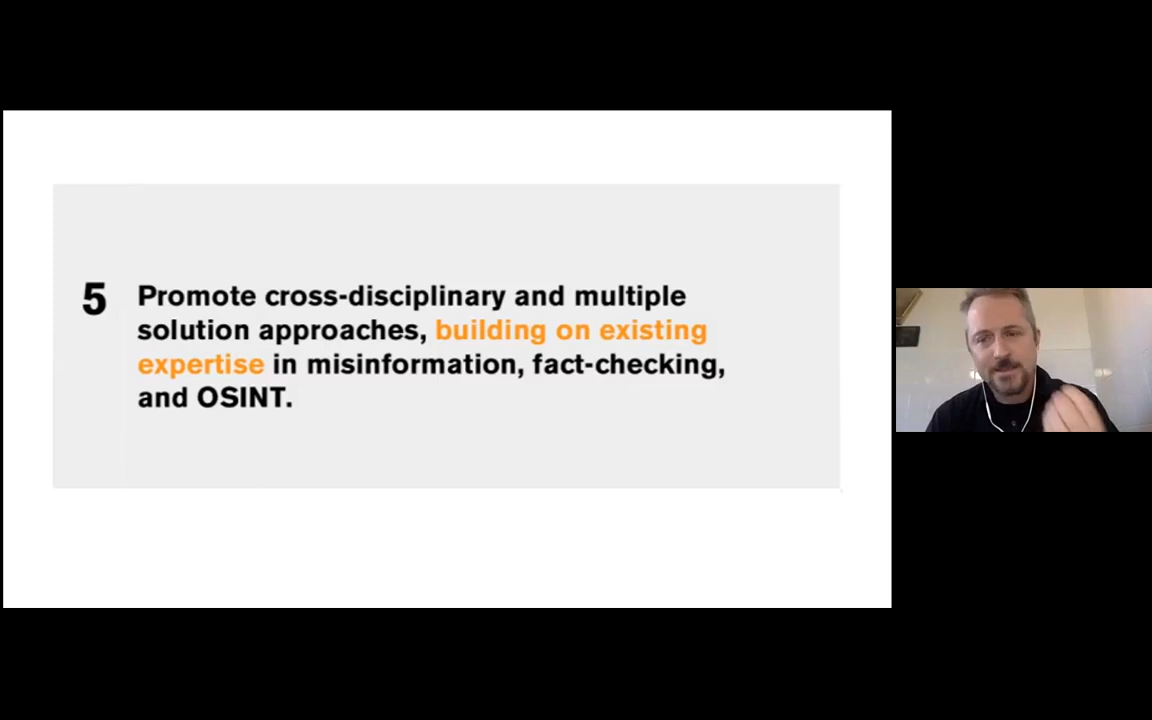 5 Promote cross-disciplinary and multiple
solution approaches, building on existing
expertise in misinformation, fact-checking,
and OSINT.